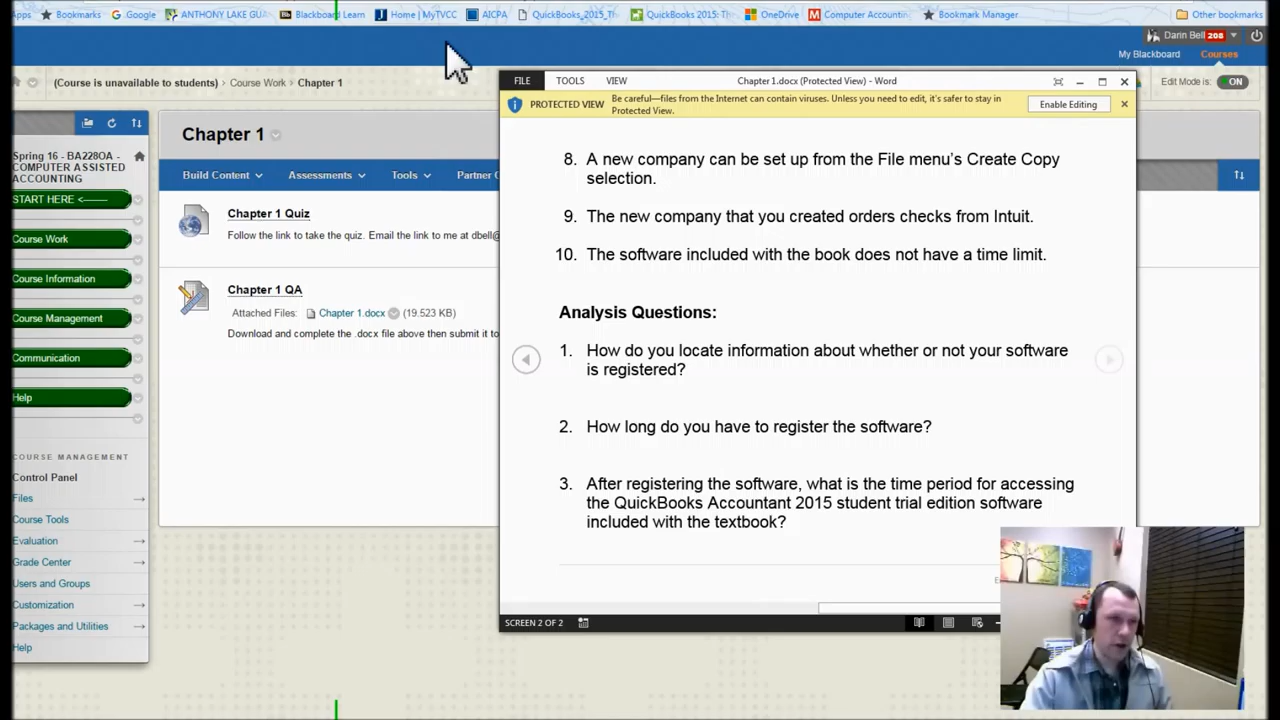 Apps Bookmarks Google ANTHONY LAKE GU Blackboard Learn Home | MyTVCC AICPA QuickBooks_2015_T QuickBooks 2015: T OneDrive Computer Accountin Bookmark Manager Other bookmarks
Darin Bell 208
My Blackboard Courses
(Course is unavailable to students) Course Work Chapter 1
Edit Mode is: ON
Spring 16 - BA228OA -
COMPUTER ASSISTED
ACCOUNTING
START HERE <-------
Course Work
Course Information
Course Management
Communication
Help
COURSE MANAGEMENT
Control Panel
Files
Course Tools
Evaluation
Grade Center
Users and Groups
Customization
Packages and Utilities
Help
Chapter 1
Build Content Assessments Tools Partner C
Chapter 1 Quiz
Follow the link to take the quiz. Email the link to me at dbell@
Chapter 1 QA
Attached Files: Chapter 1.docx (19.523 KB)
Download and complete the .docx file above then submit it to
FILE TOOLS VIEW Chapter 1.docx (Protected View) - Word
PROTECTED VIEW Be careful—files from the Internet can contain viruses. Unless you need to edit, it's safer to stay in
Protected View.
Enable Editing
8. A new company can be set up from the File menu's Create Copy
selection.
9. The new company that you created orders checks from Intuit.
10. The software included with the book does not have a time limit.
Analysis Questions:
1. How do you locate information about whether or not your software
is registered?
2. How long do you have to register the software?
3. After registering the software, what is the time period for accessing
the QuickBooks Accountant 2015 student trial edition software
included with the textbook?
SCREEN 2 OF 2